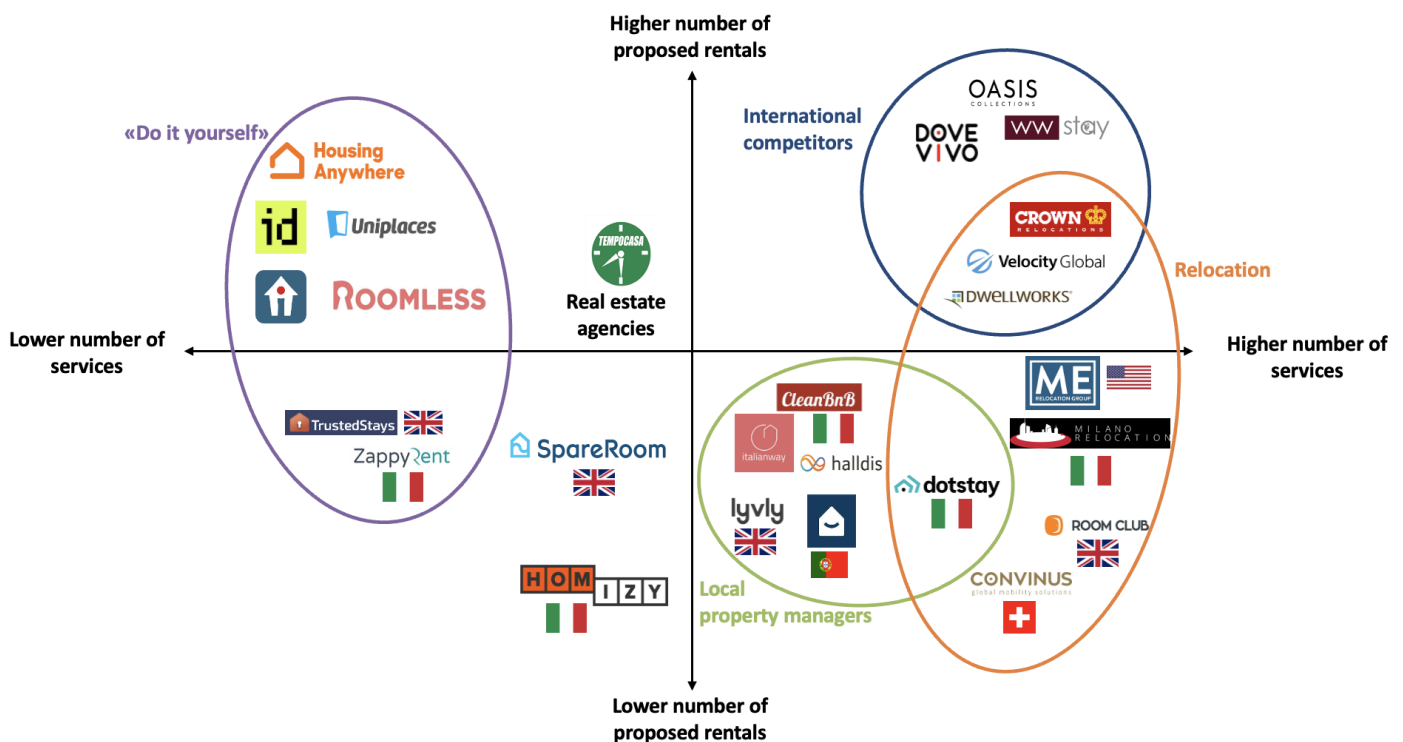 Higher number of
proposed rentals
«Do it yourself»
Housing
Anywhere
id
Uniplaces
ROOMLESS
TEMPOCASA
Real estate
agencies
International
competitors
OASIS
COLLECTIONS
DOVE
VIVO
WW stay
CROWN
RELOCATIONS
Velocity Global
DWELLWORKS
Relocation
Lower number of
services
Higher number of
services
TrustedStays
ZappyRent
SpareRoom
HOMIZY
CleanBnB
italianway
halldis
lyvly
dotstay
ME
RELOCATION GROUP
MILANO
RELOCATION
ROOM CLUB
CONVINUS
global mobility solutions
Local
property managers
Lower number of
proposed rentals